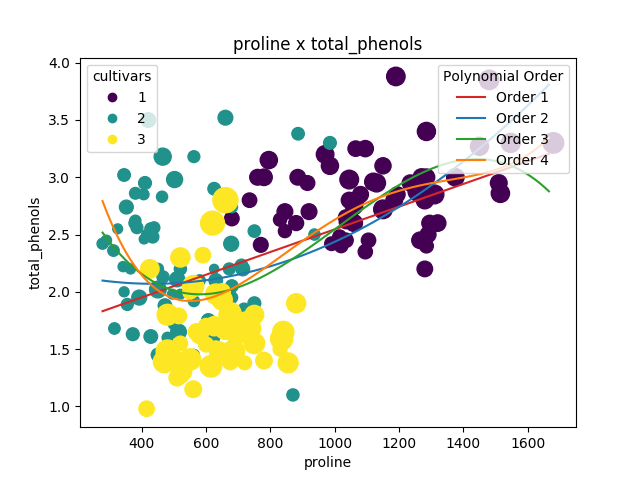 proline x total_phenols
cultivars
1
2
3
Polynomial Order
Order 1
Order 2
Order 3
Order 4
4.0
3.5
3.0
2.5
2.0
1.5
1.0
total_phenols
400 600 800 1000 1200 1400 1600
proline